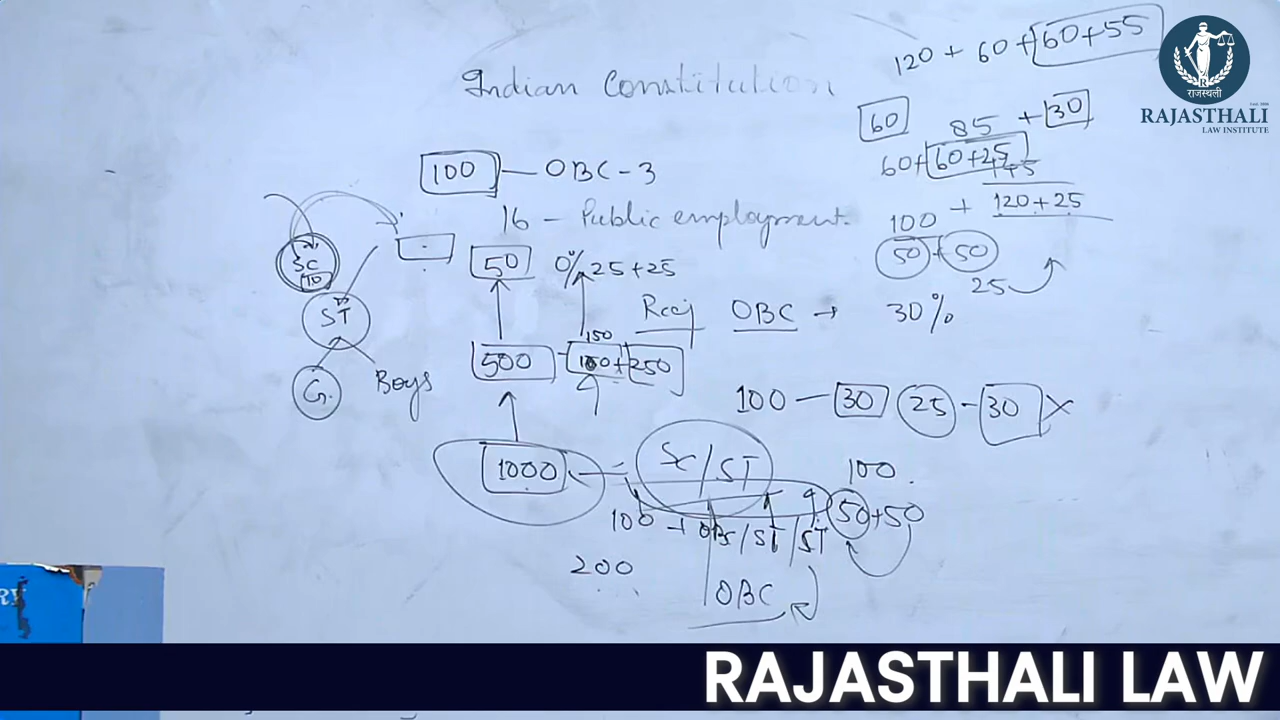 Indian Constitution
120 + 60 + 60+55
राजस्थली
RAJASTHALI
LAW INSTITUTE
60
85 + 30
60+ 60+25
45
100 — OBC - 3
16 - Public employment.
100 + 120 + 25
50 + 50
25
SC
10
50 0% 25+25
ST
Raj OBC → 30%
150
500 - 100+250
G. Boys
100 — 30 25 - 30 ×
1000 SC/ST
100.
50+50
100 + OBC/ST/ST
200
OBC
RAJASTHALI LAW